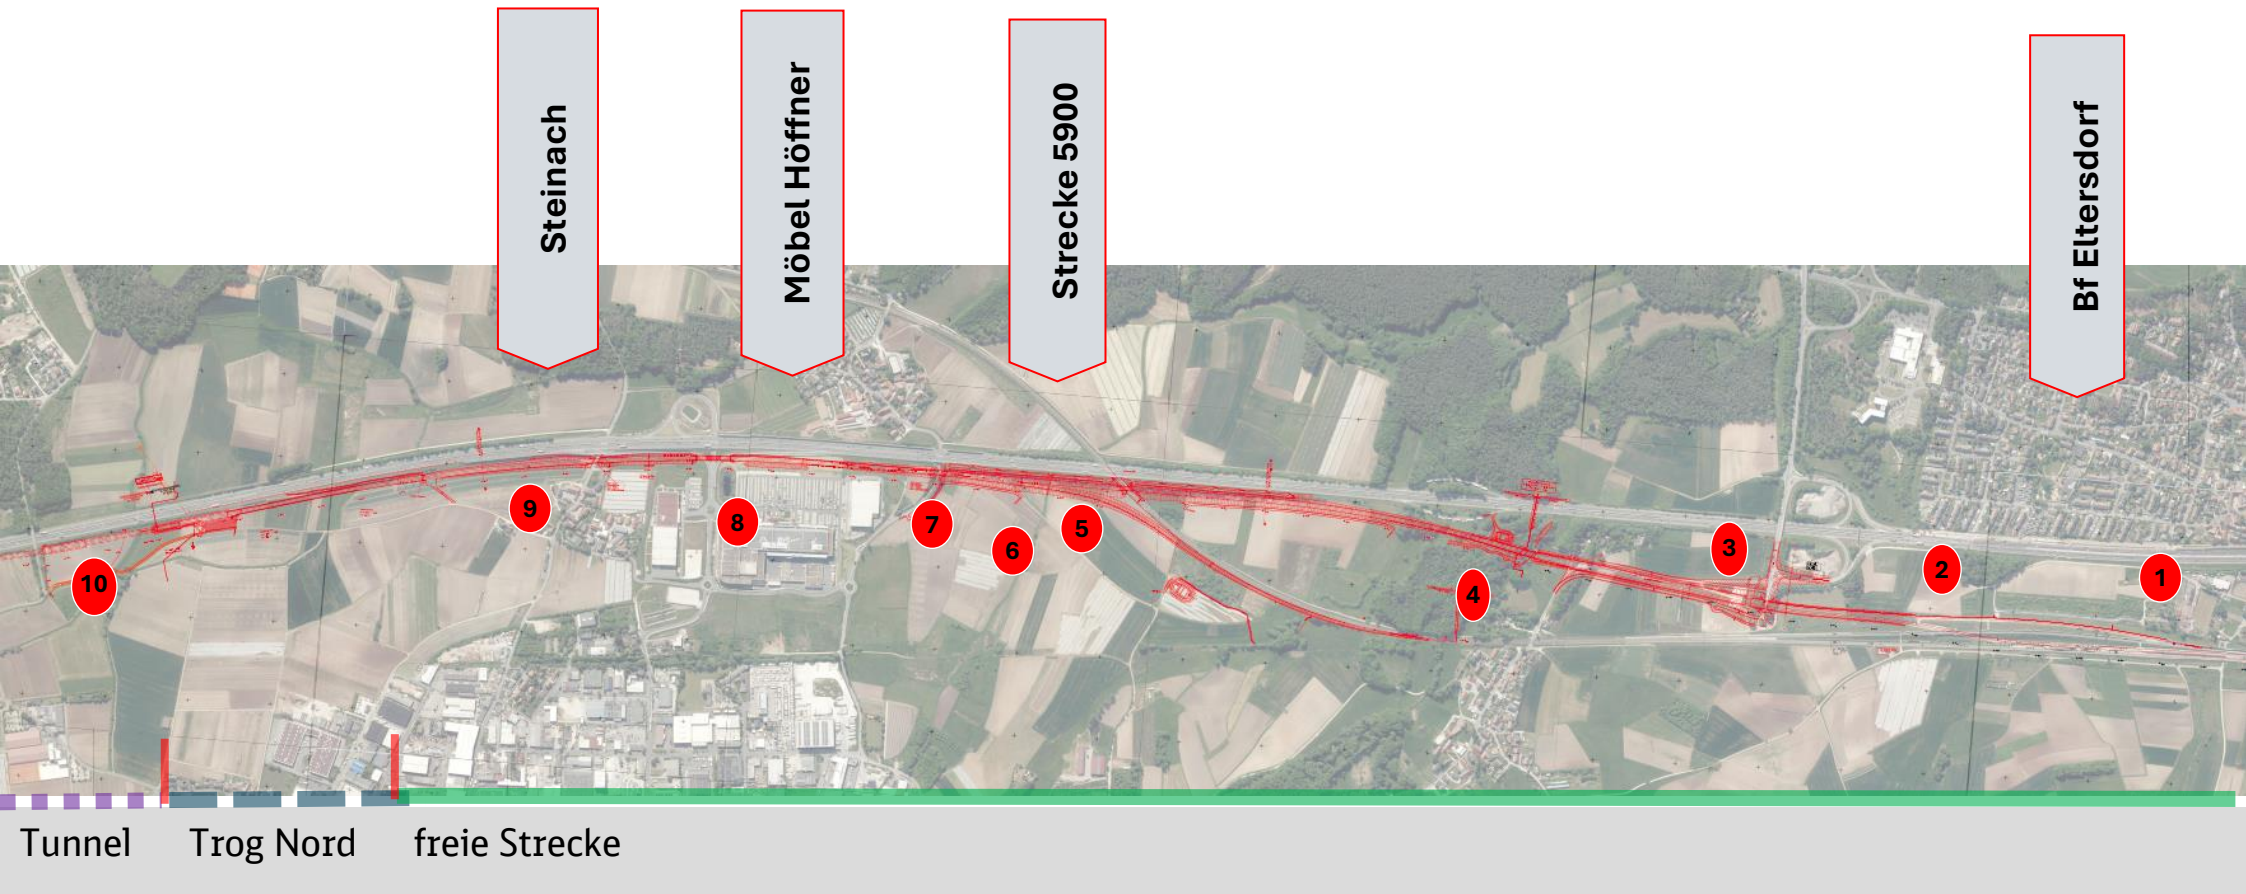 Steinach
Möbel Höffner
Strecke 5900
Bf Eltersdorf
10
9
8
7
6
5
4
3
2
1
Tunnel
Trog Nord
freie Strecke